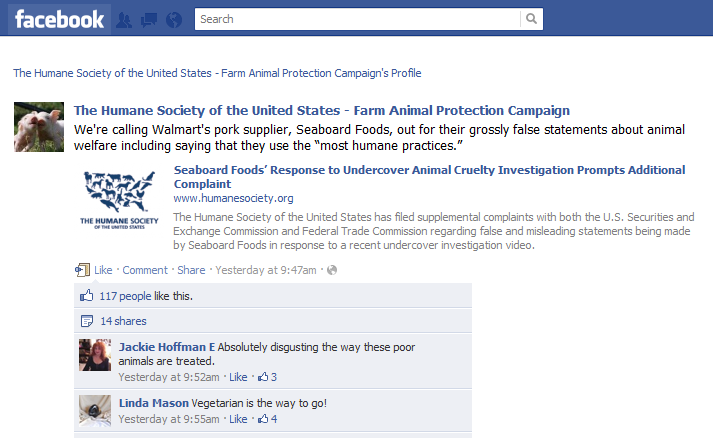 facebook
Search
The Humane Society of the United States - Farm Animal Protection Campaign's Profile
The Humane Society of the United States - Farm Animal Protection Campaign
We're calling Walmart's pork supplier, Seaboard Foods, out for their grossly false statements about animal
welfare including saying that they use the “most humane practices.”
Seaboard Foods’ Response to Undercover Animal Cruelty Investigation Prompts Additional
Complaint
www.humanesociety.org
THE HUMANE SOCIETY
OF THE UNITED STATES
The Humane Society of the United States has filed supplemental complaints with both the U.S. Securities and
Exchange Commission and Federal Trade Commission regarding false and misleading statements being made
by Seaboard Foods in response to a recent undercover investigation video.
Like · Comment · Share · Yesterday at 9:47am ·
117 people like this.
14 shares
Jackie Hoffman E Absolutely disgusting the way these poor
animals are treated.
Yesterday at 9:52am · Like · 3
Linda Mason Vegetarian is the way to go!
Yesterday at 9:55am · Like · 4